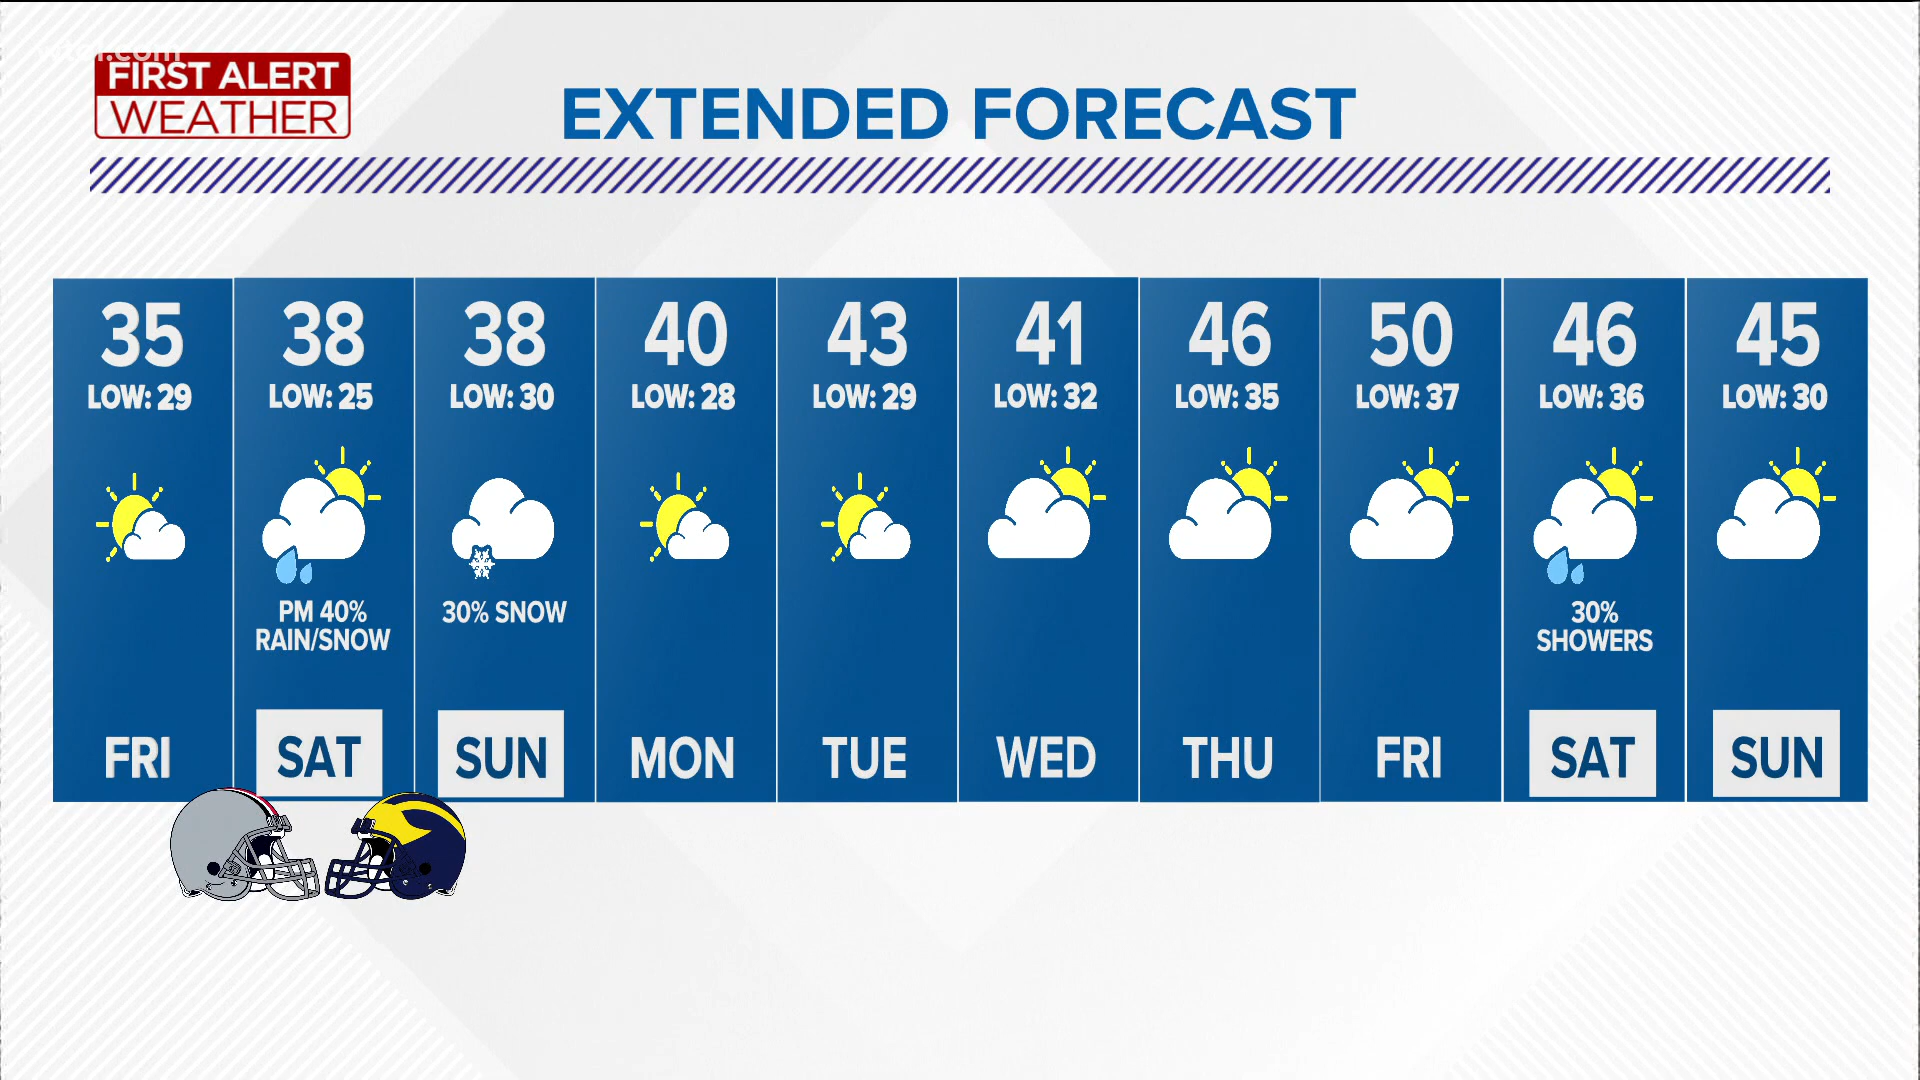 wtol.com
FIRST ALERT
WEATHER
EXTENDED FORECAST
35
LOW: 29
FRI
38
LOW: 25
PM 40%
RAIN/SNOW
SAT
38
LOW: 30
30% SNOW
SUN
40
LOW: 28
MON
43
LOW: 29
TUE
41
LOW: 32
WED
46
LOW: 35
THU
50
LOW: 37
FRI
46
LOW: 36
30%
SHOWERS
SAT
45
LOW: 30
SUN